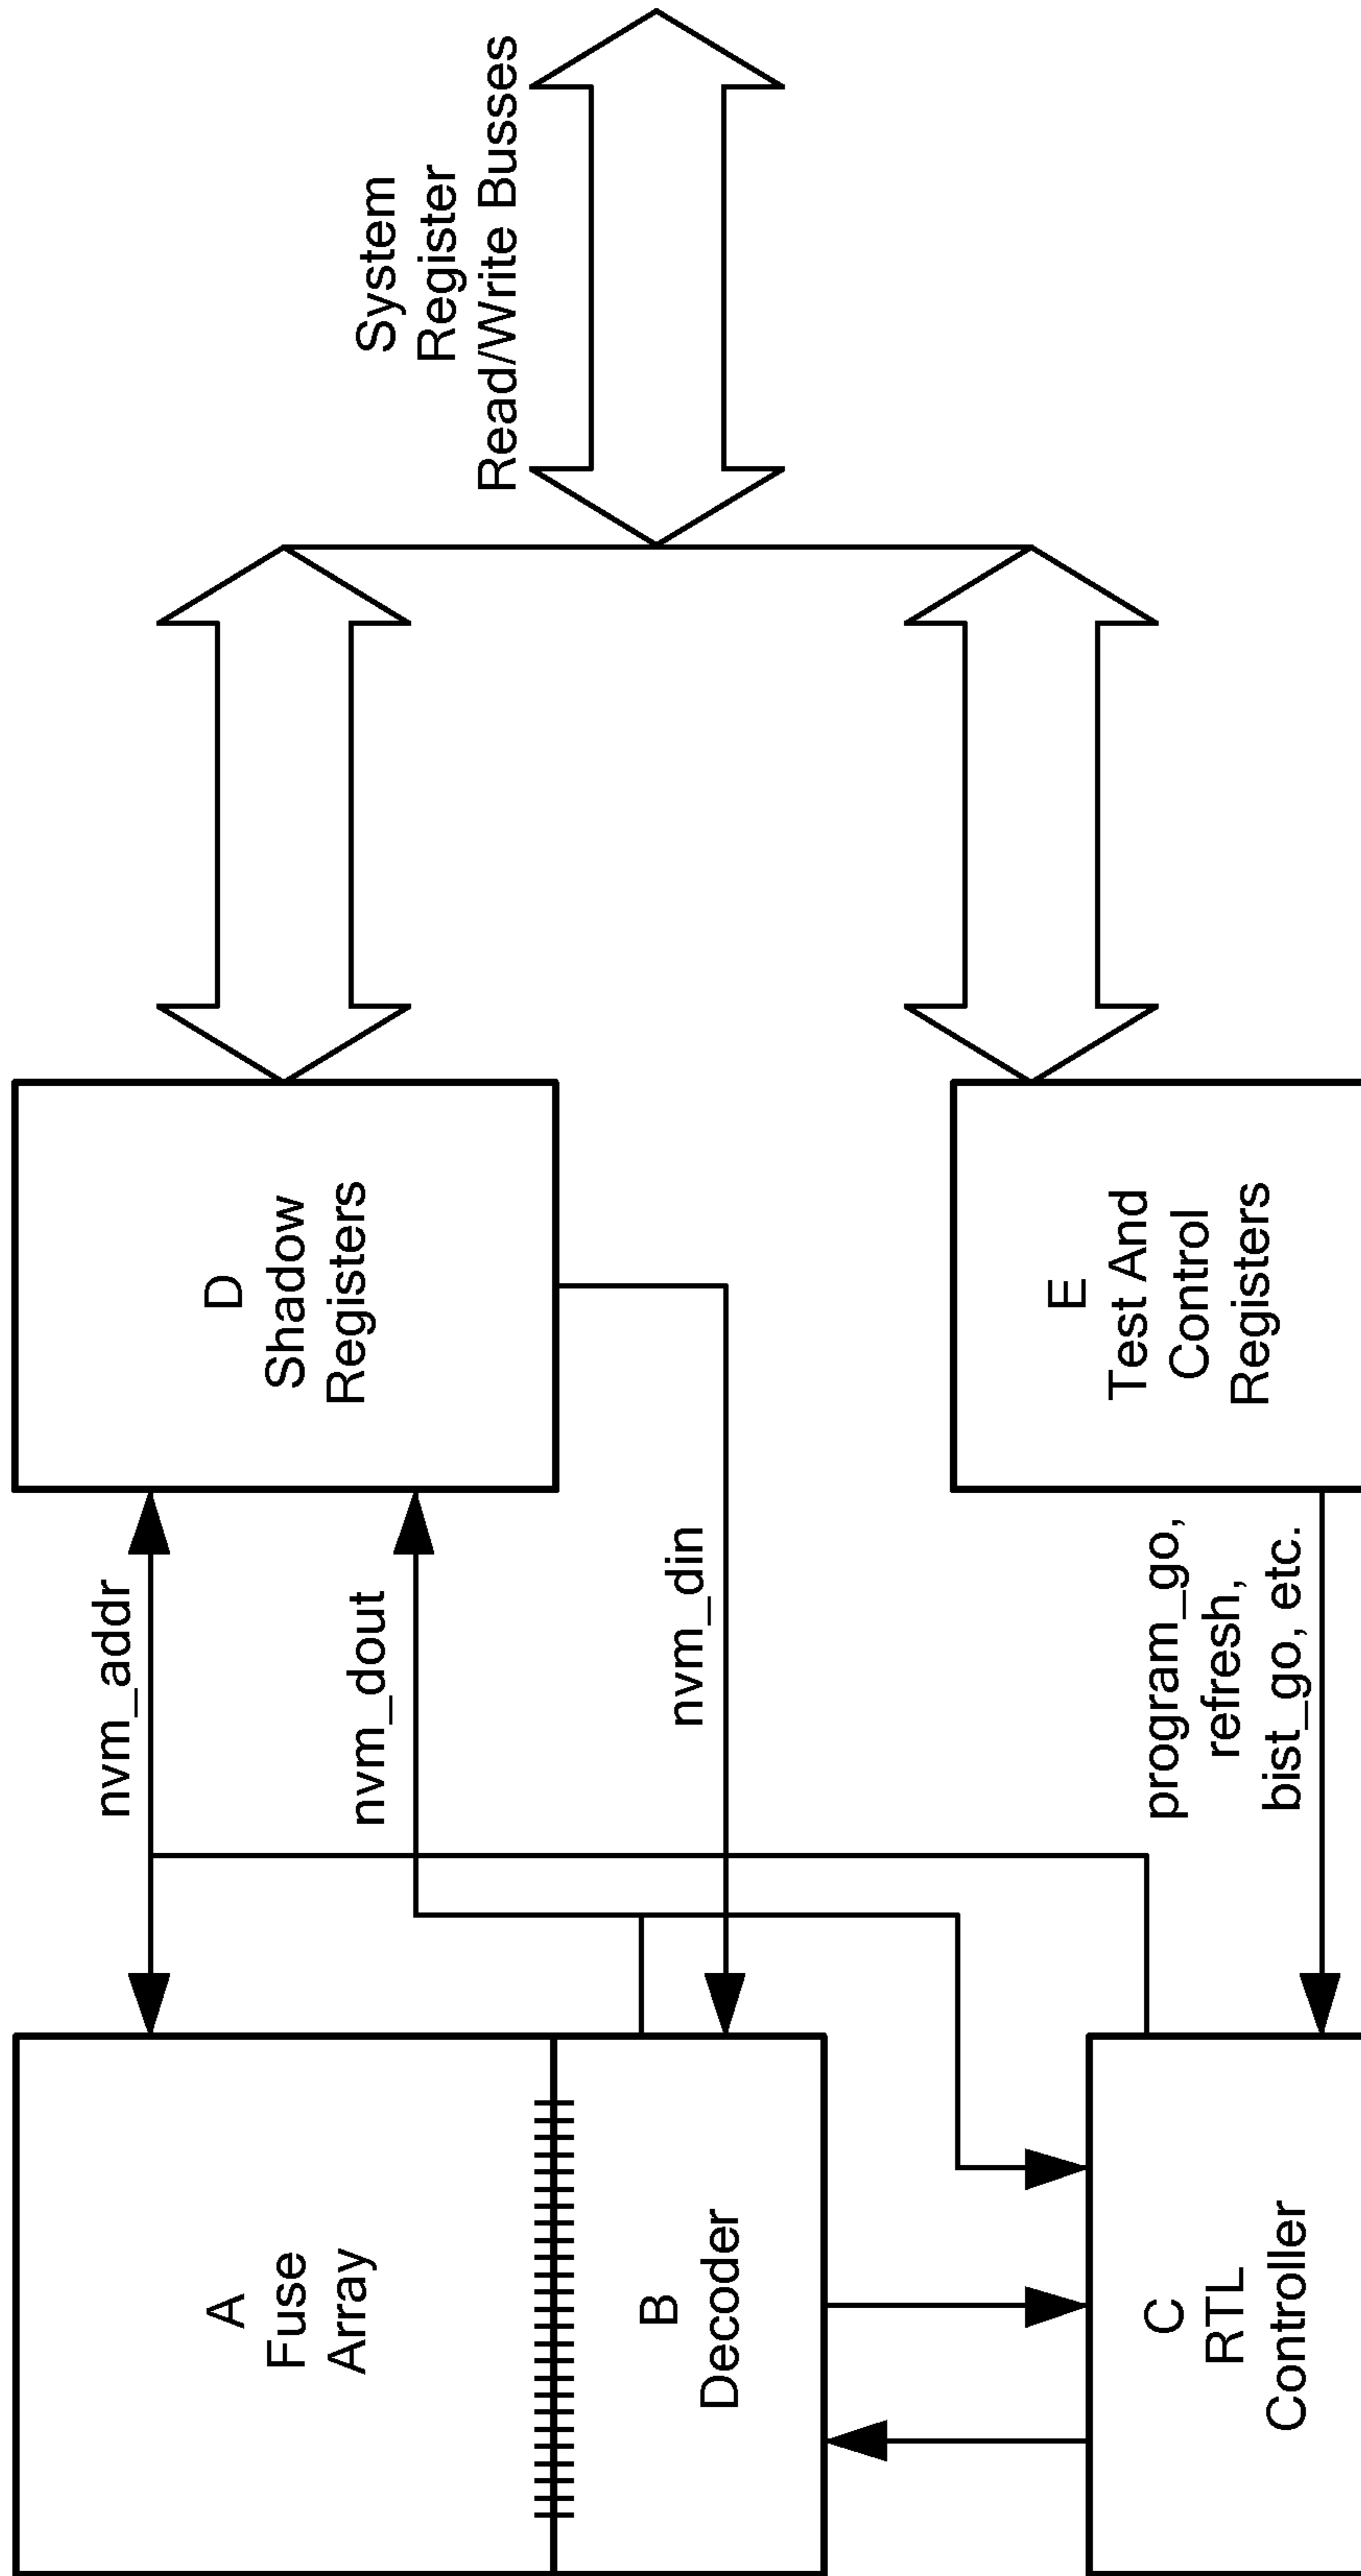 A
Fuse
Array
B
Decoder
C
RTL
Controller
nvm_addr
nvm_dout
nvm_din
program_go,
refresh,
bist_go, etc.
D
Shadow
Registers
E
Test And
Control
Registers
System
Register
Read/Write Busses